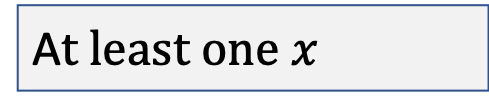 At least one 𝑥